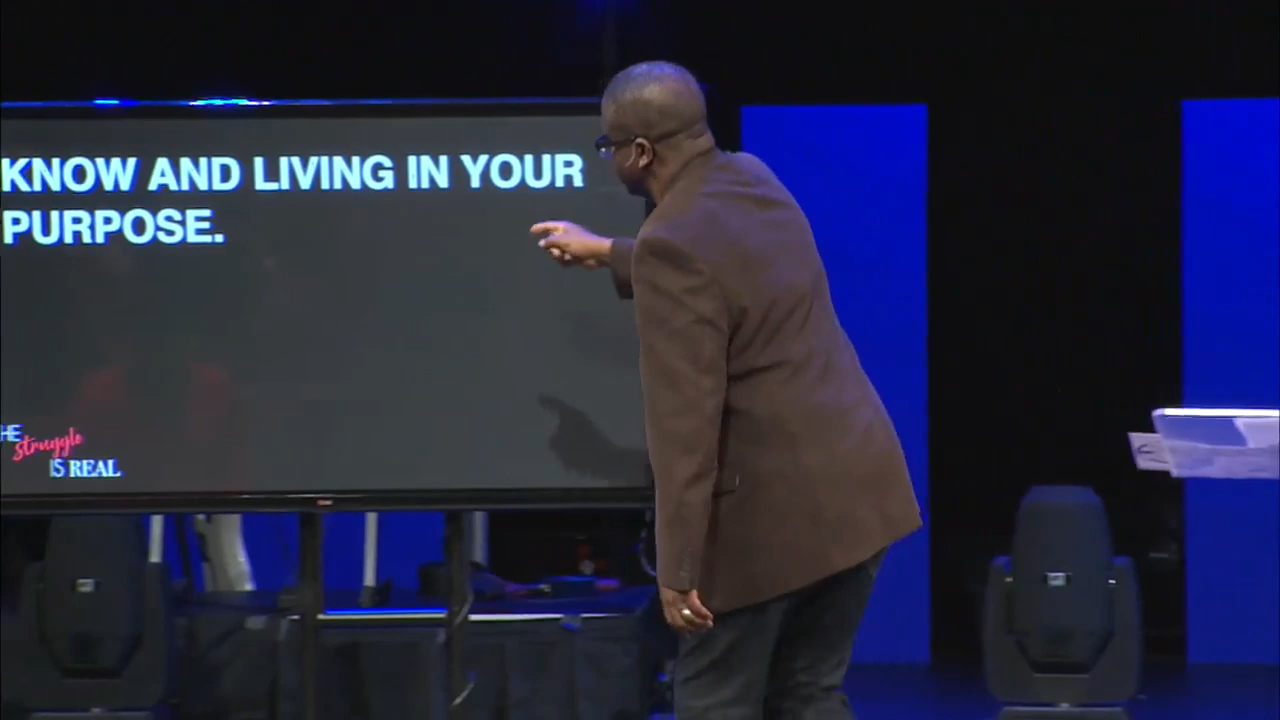 KNOW AND LIVING IN YOUR
PURPOSE.
HE
struggle
IS REAL